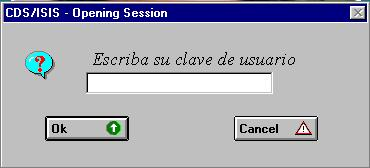 CDS/ISIS - Opening Session
Escriba su clave de usuario
Ok
Cancel